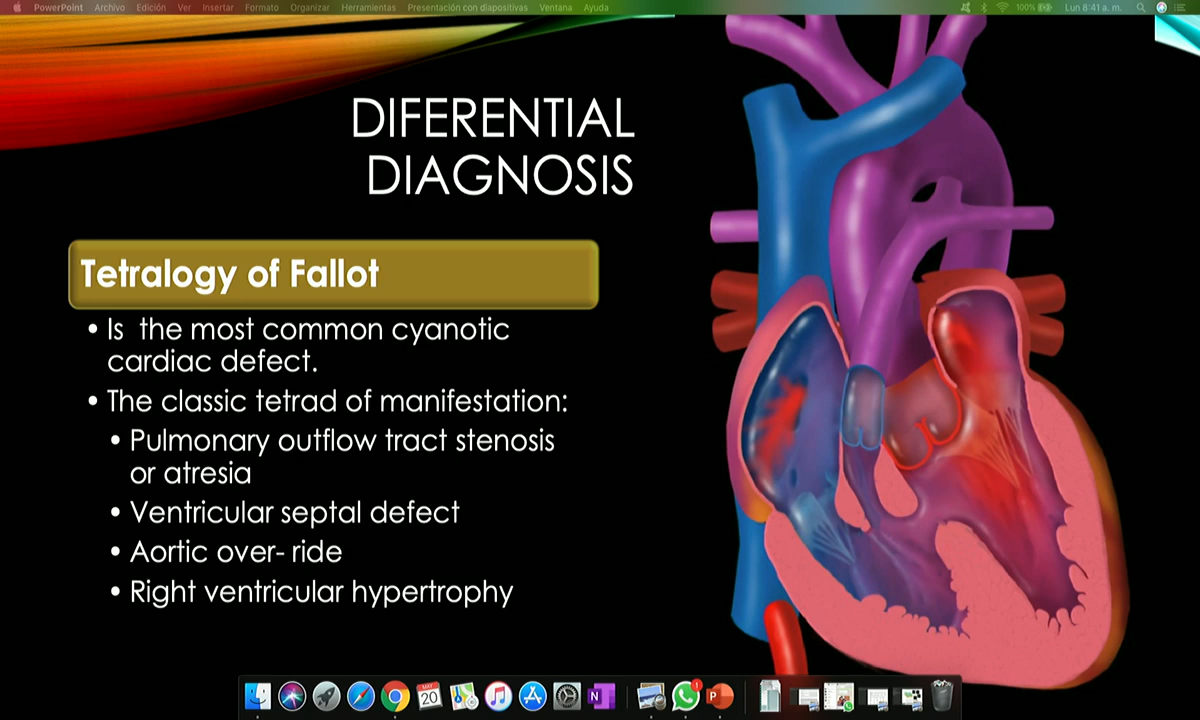 PowerPoint Archivo Edición Ver Insertar Formato Organizar Herramientas Presentación con diapositivas Ventana Ayuda 100% Lun 8:41 a. m.
DIFERENTIAL
DIAGNOSIS
Tetralogy of Fallot
• Is the most common cyanotic
cardiac defect.
• The classic tetrad of manifestation:
• Pulmonary outflow tract stenosis
or atresia
• Ventricular septal defect
• Aortic over- ride
• Right ventricular hypertrophy
MAY
20
N
1
P